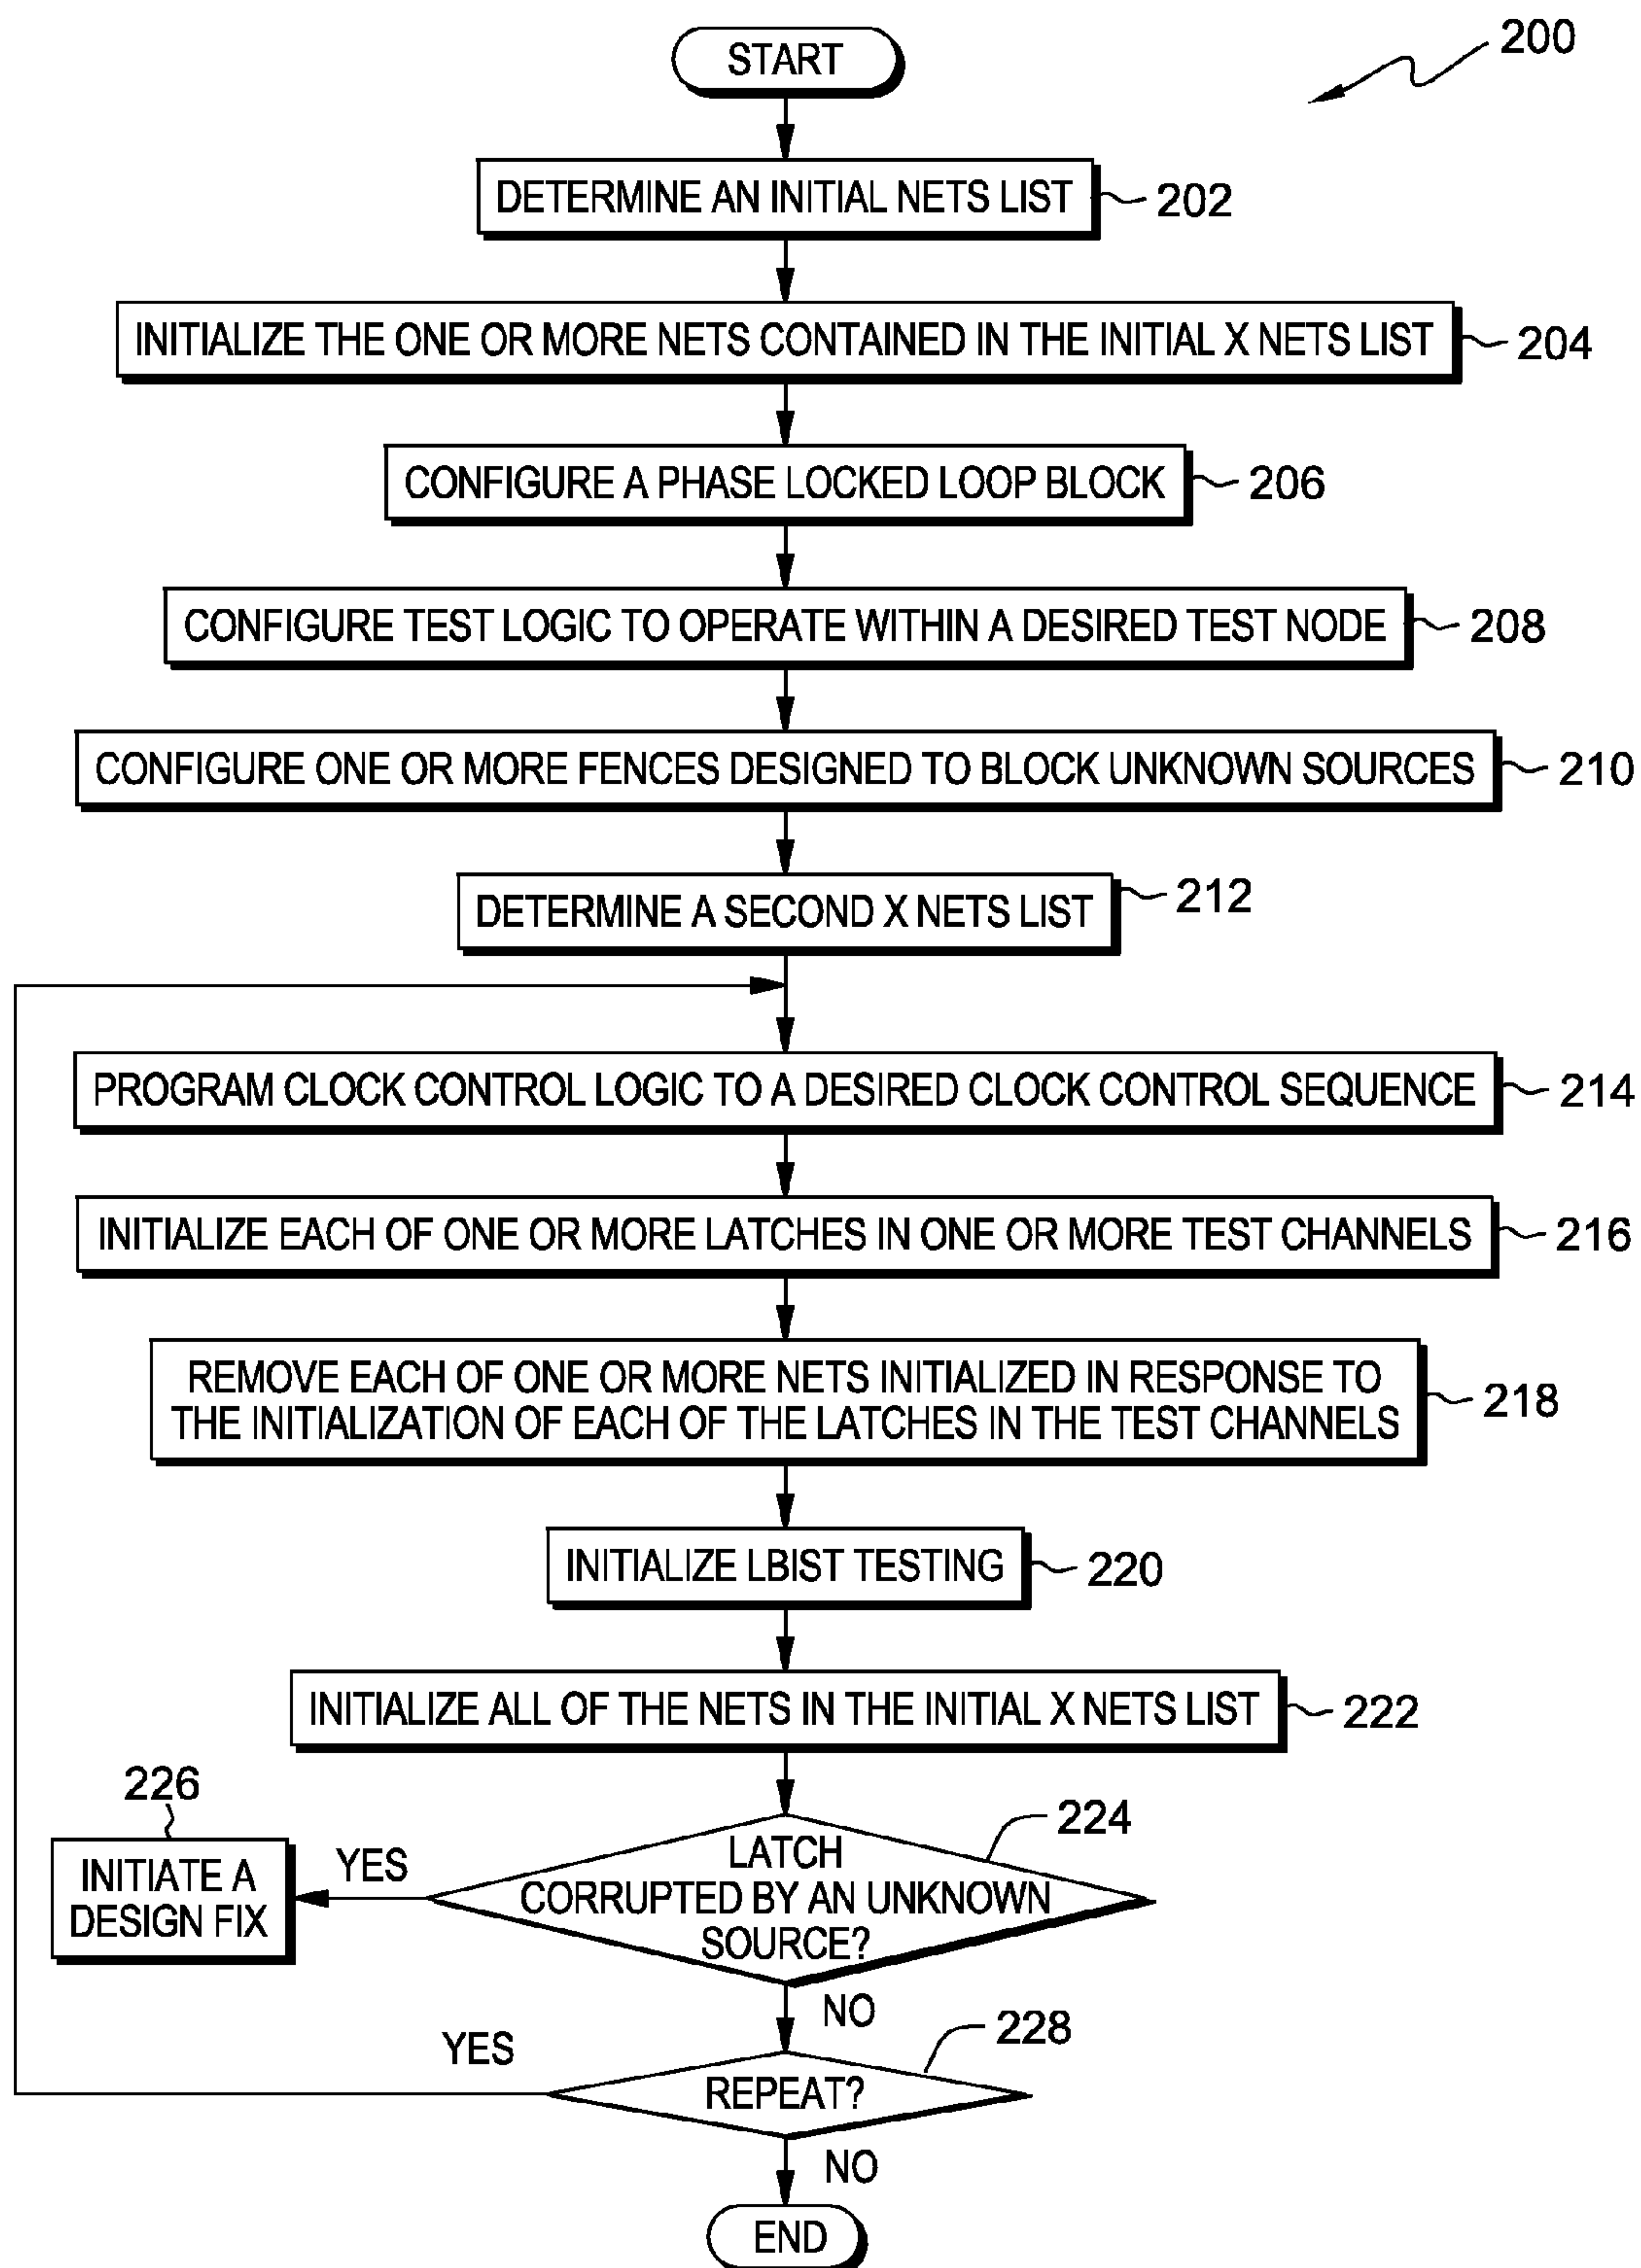 START
200
DETERMINE AN INITIAL NETS LIST
202
INITIALIZE THE ONE OR MORE NETS CONTAINED IN THE INITIAL X NETS LIST
204
CONFIGURE A PHASE LOCKED LOOP BLOCK
206
CONFIGURE TEST LOGIC TO OPERATE WITHIN A DESIRED TEST NODE
208
CONFIGURE ONE OR MORE FENCES DESIGNED TO BLOCK UNKNOWN SOURCES
210
DETERMINE A SECOND X NETS LIST
212
PROGRAM CLOCK CONTROL LOGIC TO A DESIRED CLOCK CONTROL SEQUENCE
214
INITIALIZE EACH OF ONE OR MORE LATCHES IN ONE OR MORE TEST CHANNELS
216
REMOVE EACH OF ONE OR MORE NETS INITIALIZED IN RESPONSE TO
THE INITIALIZATION OF EACH OF THE LATCHES IN THE TEST CHANNELS
218
INITIALIZE LBIST TESTING
220
INITIALIZE ALL OF THE NETS IN THE INITIAL X NETS LIST
222
226
INITIATE A
DESIGN FIX
YES
LATCH
CORRUPTED BY AN UNKNOWN
SOURCE?
224
NO
YES
REPEAT?
228
NO
END